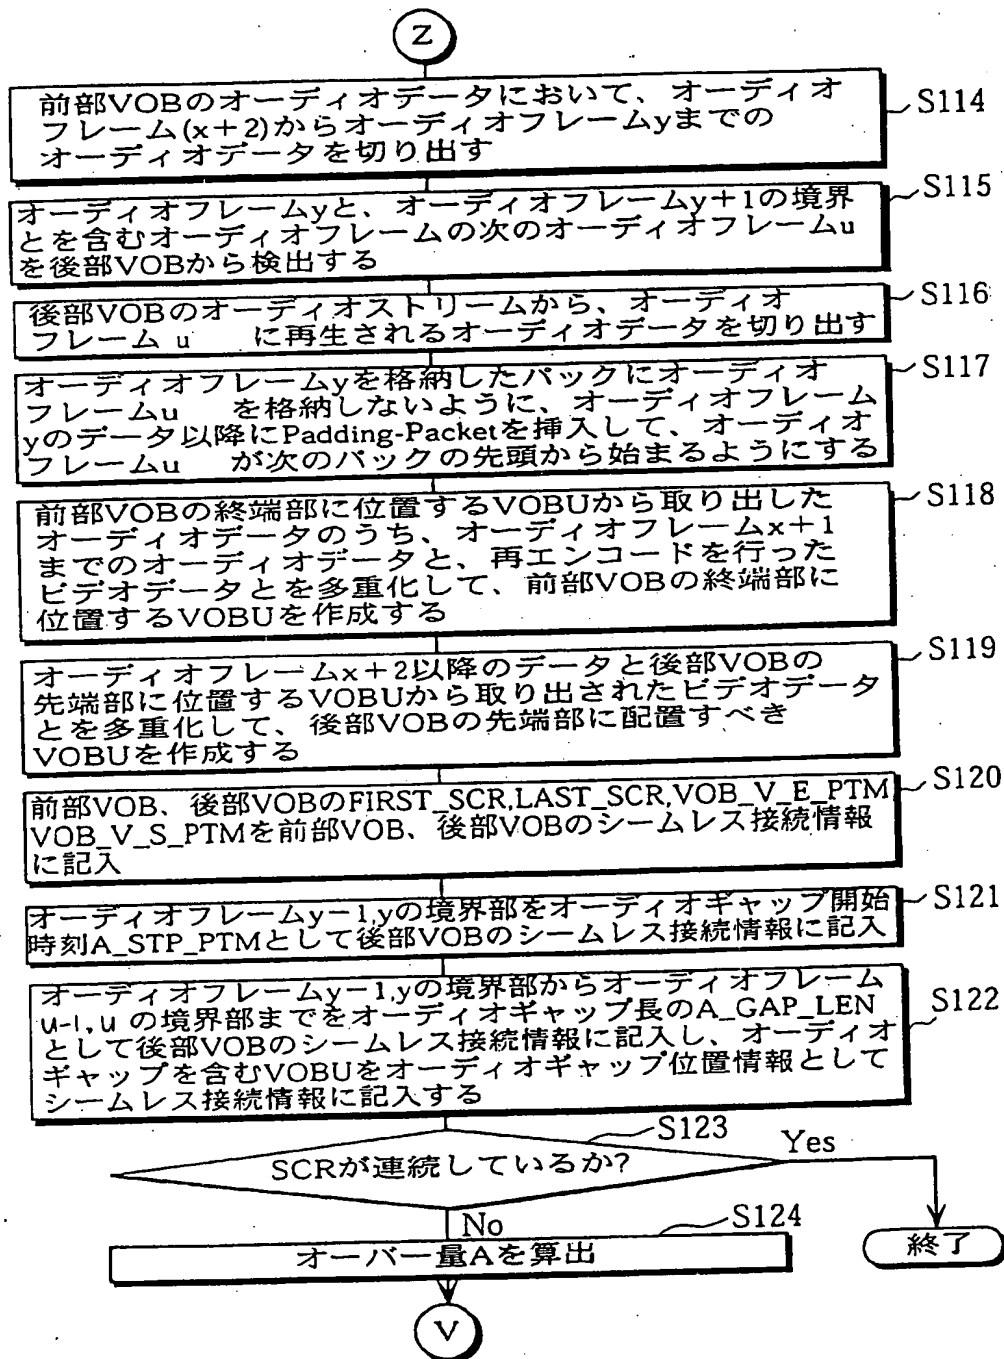 Z
前部VOBのオーディオデータにおいて、オーディオ
フレーム(x+2)からオーディオフレームyまでの
オーディオデータを切り出す
S114
オーディオフレームyと、オーディオフレームy+1の境界
とを含むオーディオフレームの次のオーディオフレームu
を後部VOBから検出する
S115
後部VOBのオーディオストリームから、オーディオ
フレーム u に再生されるオーディオデータを切り出す
S116
オーディオフレームyを格納したパックにオーディオ
フレームu を格納しないように、オーディオフレーム
yのデータ以降にPadding-Packetを挿入して、オーディオ
フレームu が次のパックの先頭から始まるようにする
S117
前部VOBの終端部に位置するVOBUから取り出した
オーディオデータのうち、オーディオフレームx+1
までのオーディオデータと、再エンコードを行った
ビデオデータとを多重化して、前部VOBの終端部に
位置するVOBUを作成する
S118
オーディオフレームx+2以降のデータと後部VOBの
先端部に位置するVOBUから取り出されたビデオデータ
とを多重化して、後部VOBの先端部に配置すべき
VOBUを作成する
S119
前部VOB、後部VOBのFIRST_SCR,LAST_SCR,VOB_V_E_PTM
VOB_V_S_PTMを前部VOB、後部VOBのシームレス接続情報
に記入
S120
オーディオフレームy-1,yの境界部をオーディオギャップ開始
時刻A_STP_PTMとして後部VOBのシームレス接続情報に記入
S121
オーディオフレームy-1,yの境界部からオーディオフレーム
u-1,u の境界部までをオーディオギャップ長のA_GAP_LEN
として後部VOBのシームレス接続情報に記入し、オーディオ
ギャップを含むVOBUをオーディオギャップ位置情報として
シームレス接続情報に記入する
S122
SCRが連続しているか?
S123
Yes
No
終了
オーバー量Aを算出
S124
V